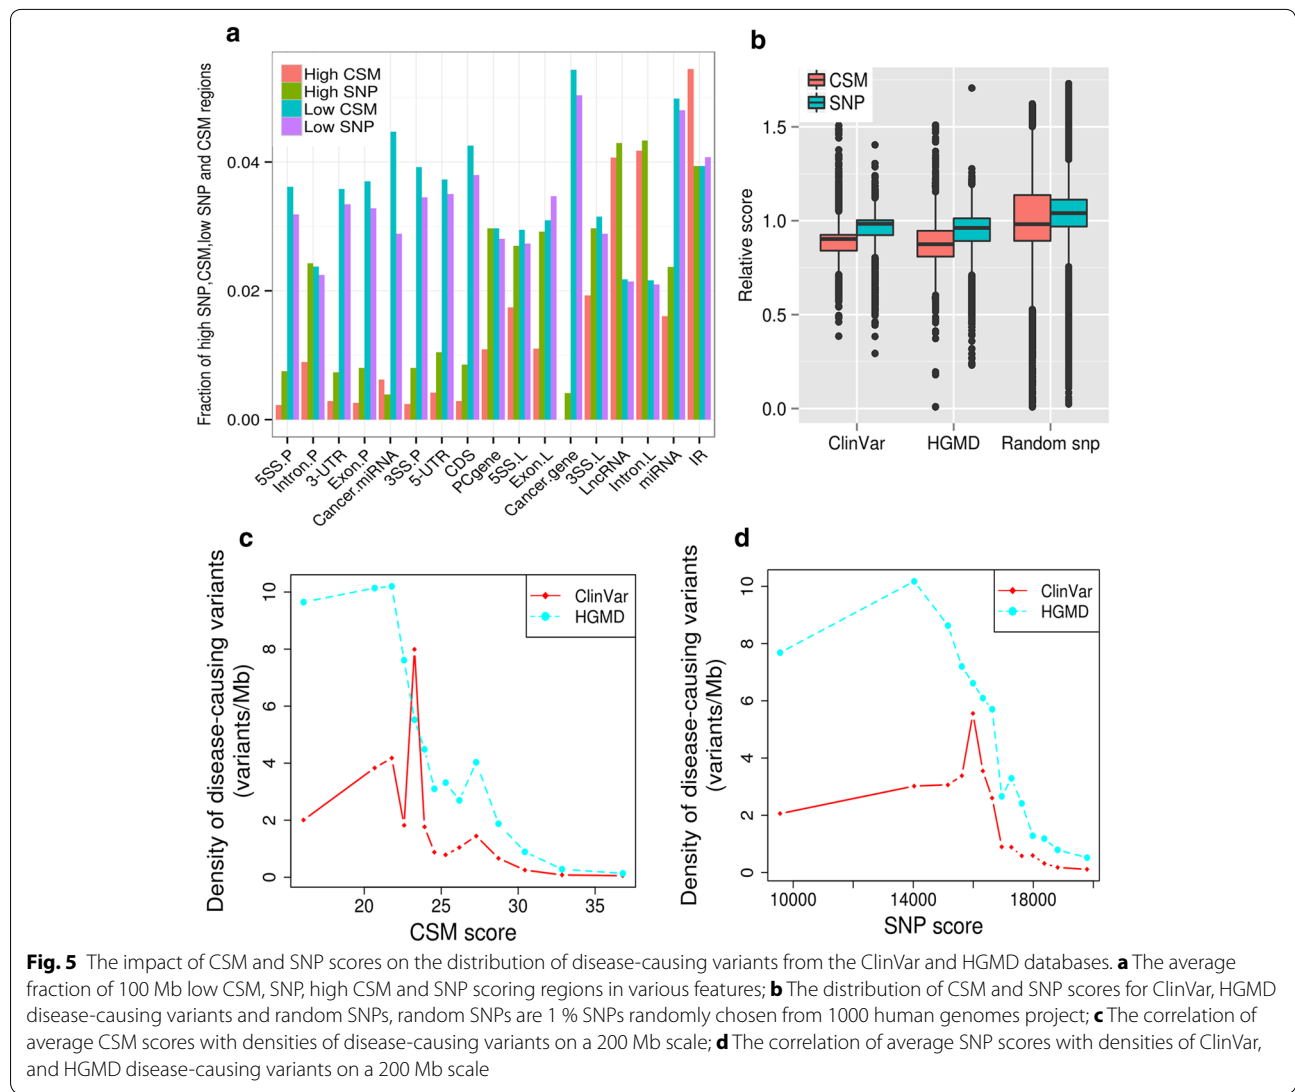 a
Fraction of high SNP,CSM,low SNP and CSM regions
High CSM
High SNP
Low CSM
Low SNP
0.04
0.02
0.00
5SS.P
Intron.P
3-UTR
Exon.P
Cancer.miRNA
3SS.P
5-UTR
CDS
PCgene
5SS.L
Exon.L
Cancer.gene
3SS.L
LncRNA
Intron.L
miRNA
IR
b
Relative score
CSM
SNP
1.5
1.0
0.5
0.0
ClinVar HGMD Random snp
c
Density of disease-causing variants
(variants/Mb)
ClinVar
HGMD
10
8
6
4
2
0
20 25 30 35
CSM score
d
Density of disease-causing variants
(variants/Mb)
ClinVar
HGMD
10
8
6
4
2
0
10000 14000 18000
SNP score
Fig. 5 The impact of CSM and SNP scores on the distribution of disease-causing variants from the ClinVar and HGMD databases. a The average
fraction of 100 Mb low CSM, SNP, high CSM and SNP scoring regions in various features; b The distribution of CSM and SNP scores for ClinVar, HGMD
disease-causing variants and random SNPs, random SNPs are 1 % SNPs randomly chosen from 1000 human genomes project; c The correlation of
average CSM scores with densities of disease-causing variants on a 200 Mb scale; d The correlation of average SNP scores with densities of ClinVar,
and HGMD disease-causing variants on a 200 Mb scale